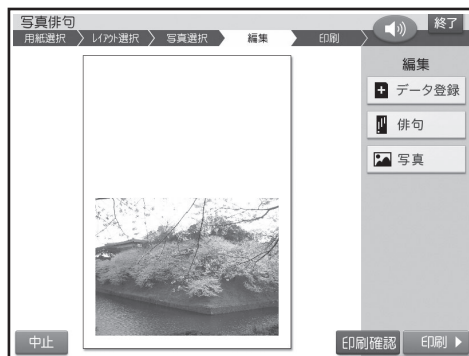 写真俳句
終了
用紙選択 レイアウト選択 写真選択 編集 印刷
編集
データ登録
俳句
写真
中止
印刷確認
印刷